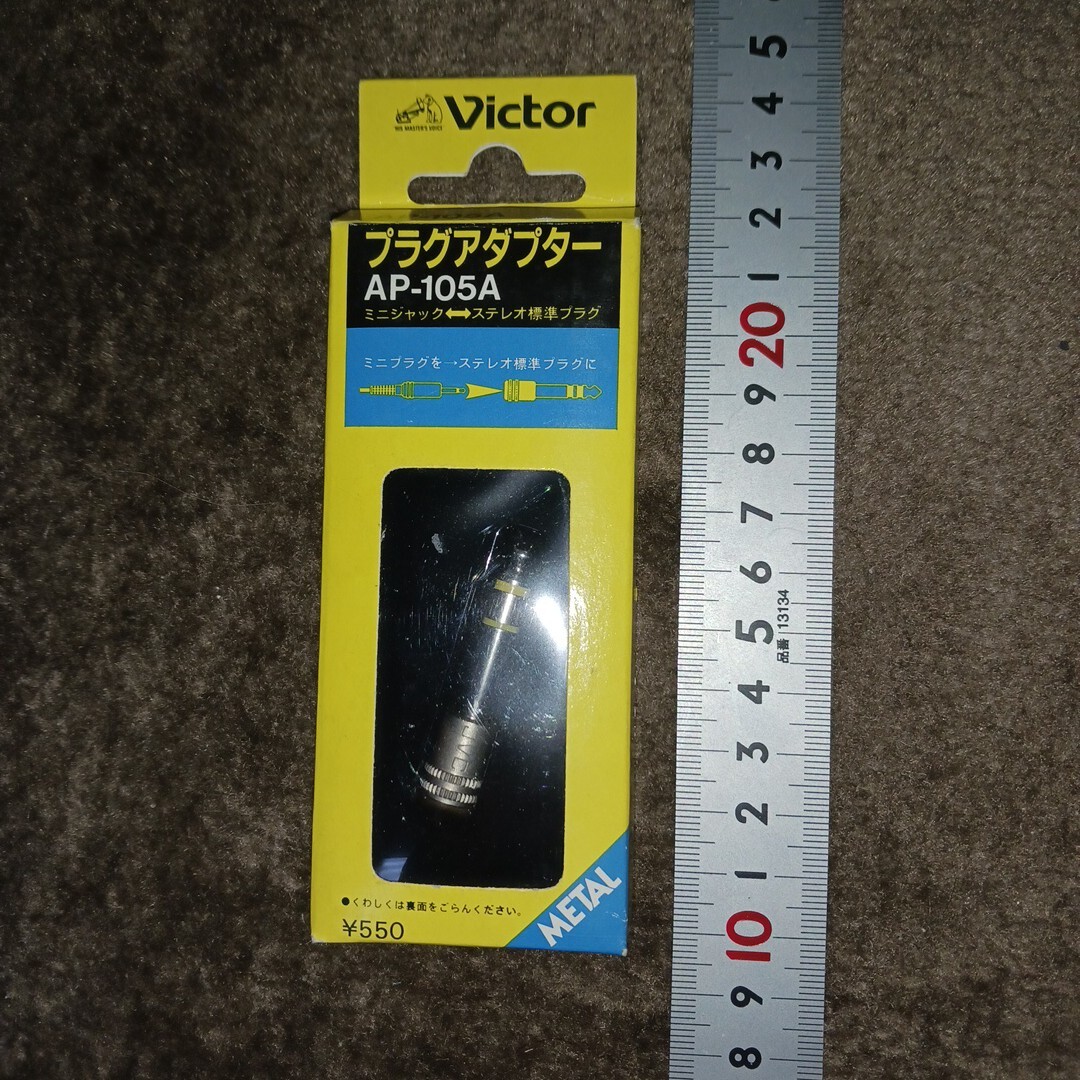 "HIS MASTER'S VOICE"
Victor
AP-105A
プラグアダプター
AP-105A
ミニジャック⟷ステレオ標準プラグ
ミニプラグを→ステレオ標準プラグに
JVC
METAL
●くわしくは裏面をごらんください。
¥550
5
4
3
2
1
20
9
8
7
6
5
品番 13134
4
3
2
1
10
9
8